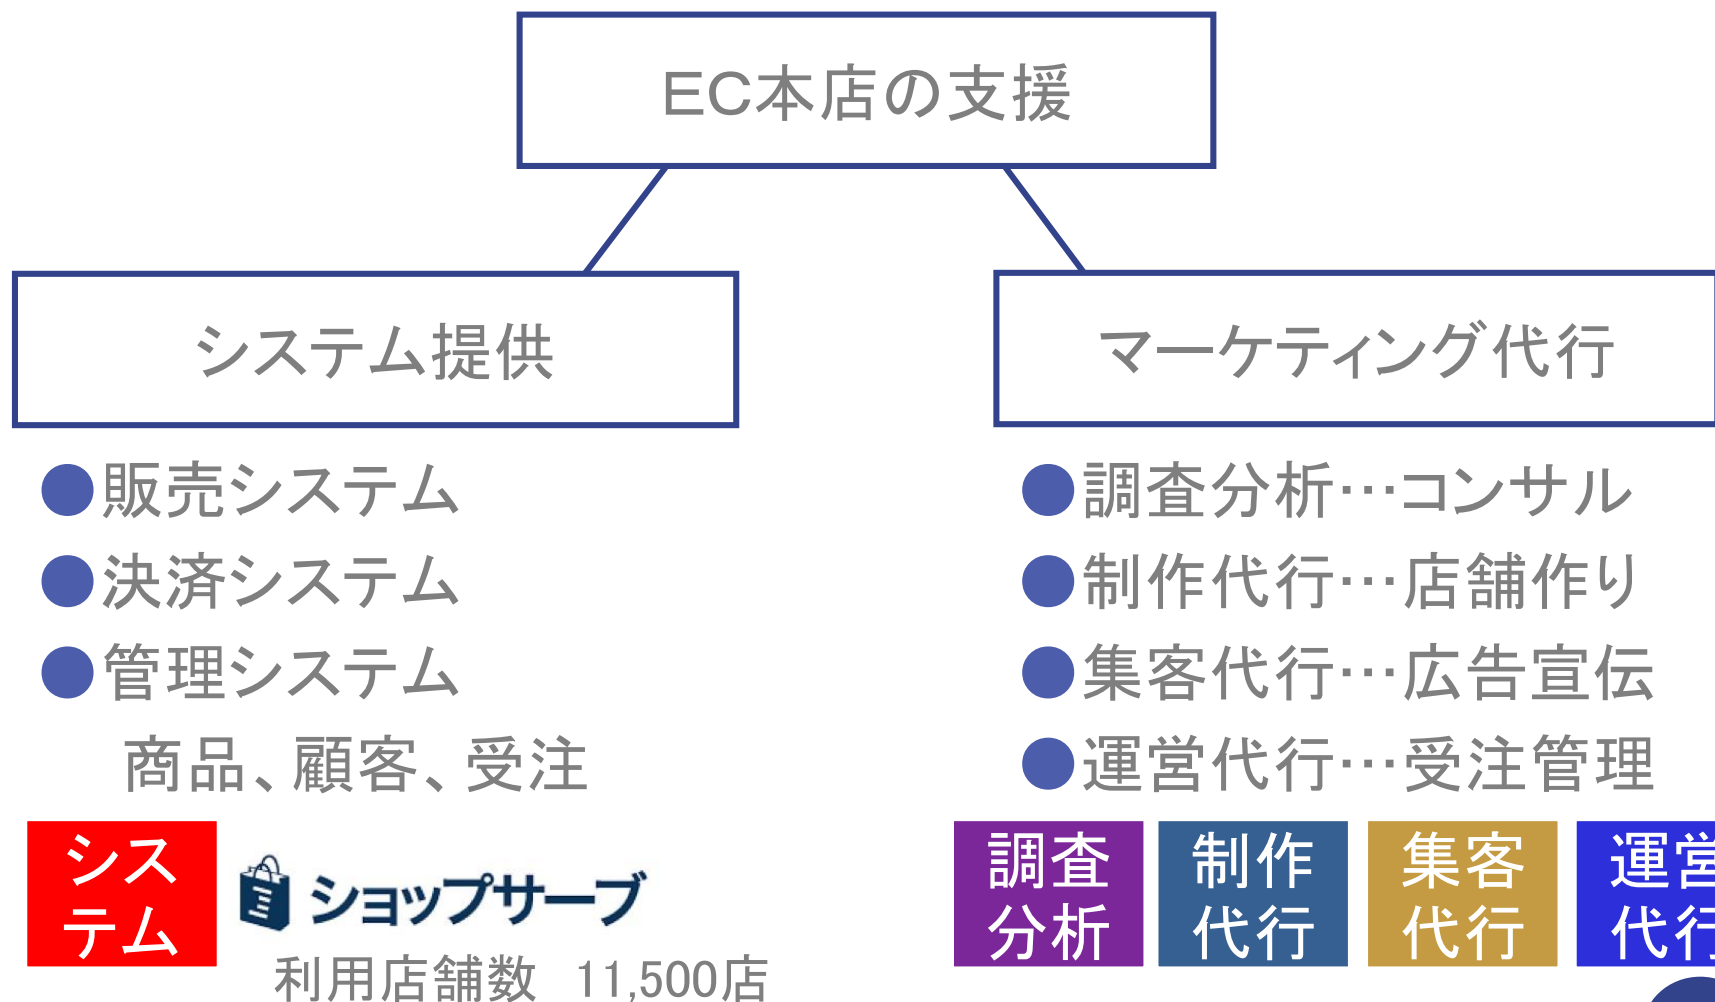 EC本店の支援
システム提供
●販売システム
●決済システム
●管理システム
商品、顧客、受注
シス
テム
ショップサーブ
利用店舗数 11,500店
マーケティング代行
●調査分析…コンサル
●制作代行…店舗作り
●集客代行…広告宣伝
●運営代行…受注管理
調査
分析
制作
代行
集客
代行
運営
代行